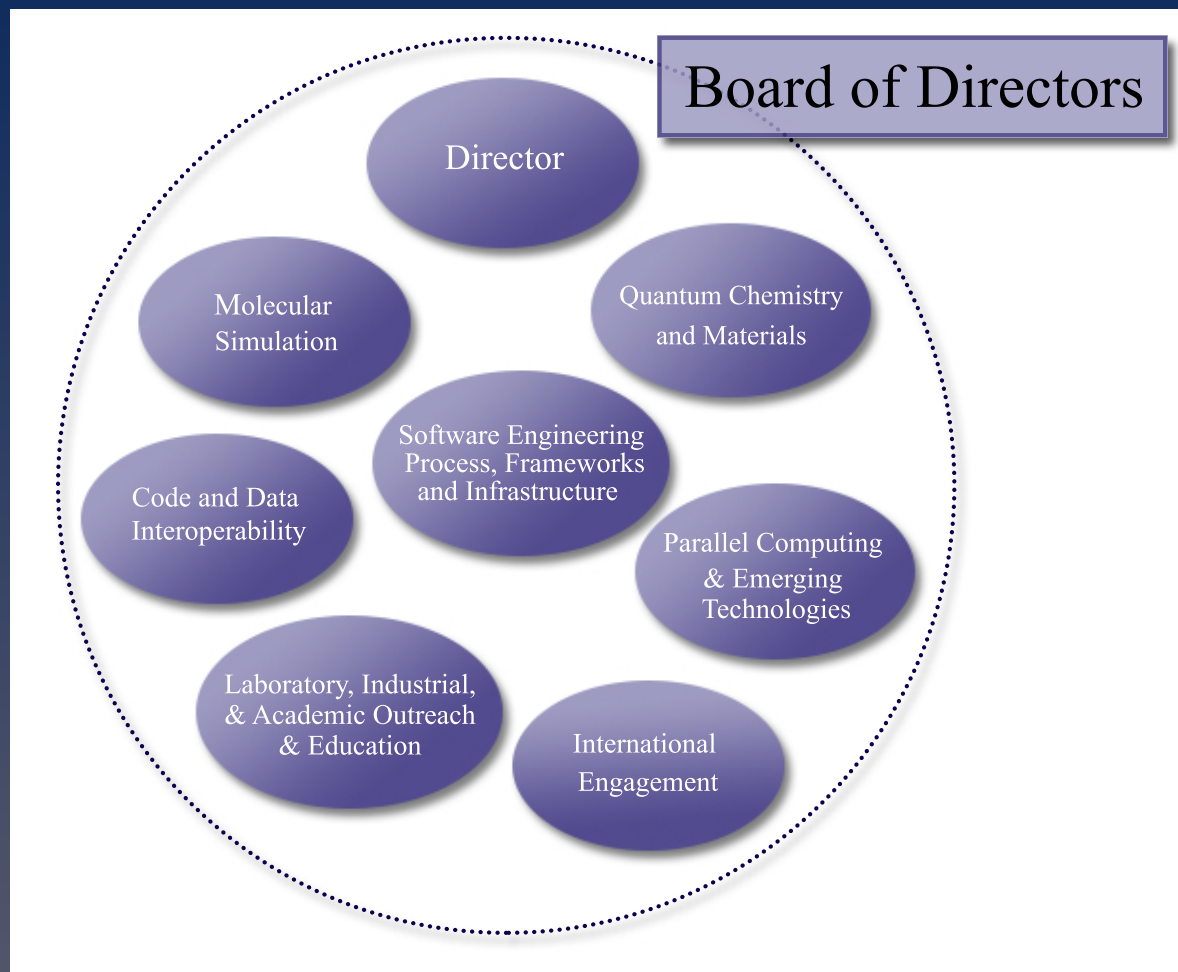 Board of Directors
Director
Molecular
Simulation
Quantum Chemistry
and Materials
Software Engineering
Process, Frameworks
and Infrastructure
Code and Data
Interoperability
Parallel Computing
& Emerging
Technologies
Laboratory, Industrial,
& Academic Outreach
& Education
International
Engagement